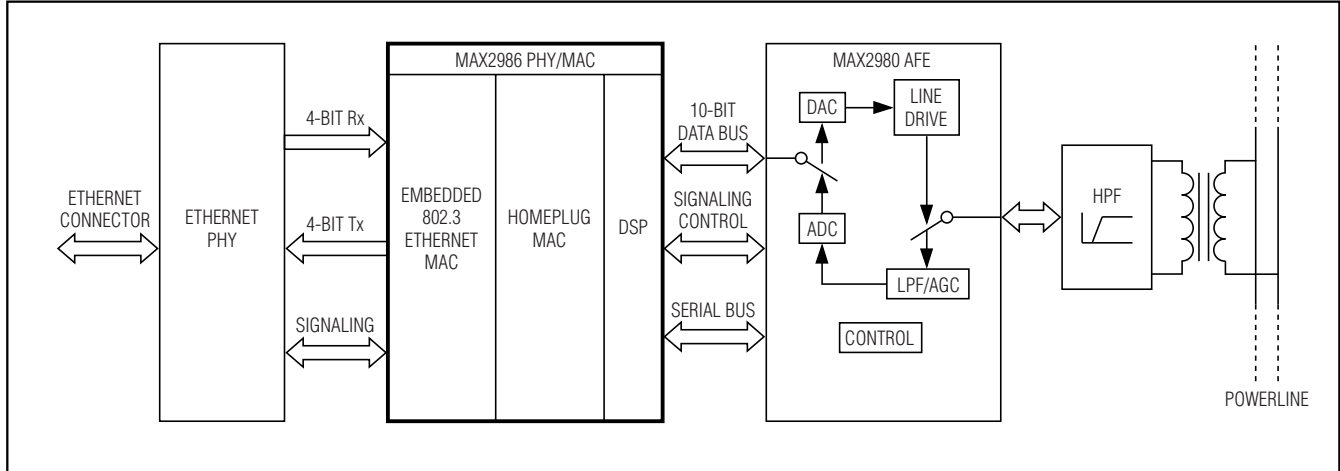 MAX2986 PHY/MAC
MAX2980 AFE
ETHERNET
CONNECTOR
ETHERNET
PHY
4-BIT Rx
4-BIT Tx
SIGNALING
EMBEDDED
802.3
ETHERNET
MAC
HOMEPLUG
MAC
DSP
10-BIT
DATA BUS
SIGNALING
CONTROL
SERIAL BUS
DAC
LINE
DRIVE
ADC
LPF/AGC
CONTROL
HPF
POWERLINE